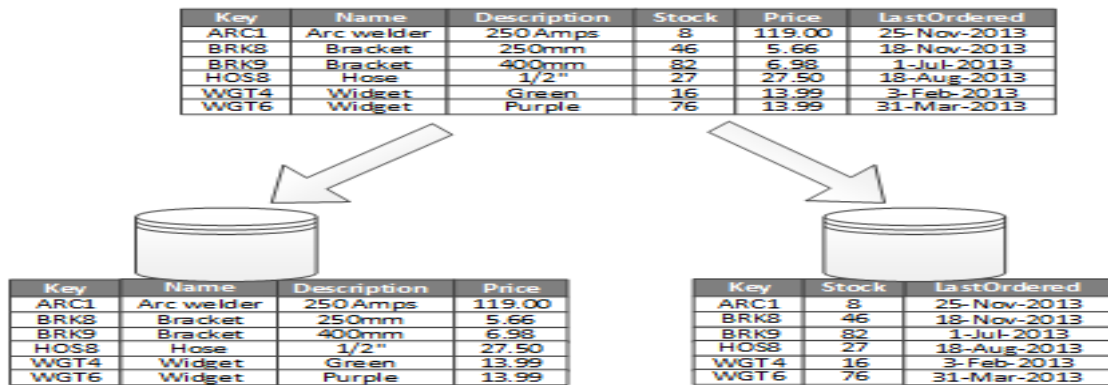 Key Name Description Stock Price LastOrdered
ARC1 Arc welder 250 Amps 8 119.00 25-Nov-2013
BRK8 Bracket 250mm 46 5.66 18-Nov-2013
BRK9 Bracket 400mm 82 6.98 1-Jul-2013
HOS8 Hose 1/2" 27 27.50 18-Aug-2013
WGT4 Widget Green 16 13.99 3-Feb-2013
WGT6 Widget Purple 76 13.99 31-Mar-2013
Key Name Description Price
ARC1 Arc welder 250 Amps 119.00
BRK8 Bracket 250mm 5.66
BRK9 Bracket 400mm 6.98
HOS8 Hose 1/2" 27.50
WGT4 Widget Green 13.99
WGT6 Widget Purple 13.99
Key Stock LastOrdered
ARC1 8 25-Nov-2013
BRK8 46 18-Nov-2013
BRK9 82 1-Jul-2013
HOS8 27 18-Aug-2013
WGT4 16 3-Feb-2013
WGT6 76 31-Mar-2013